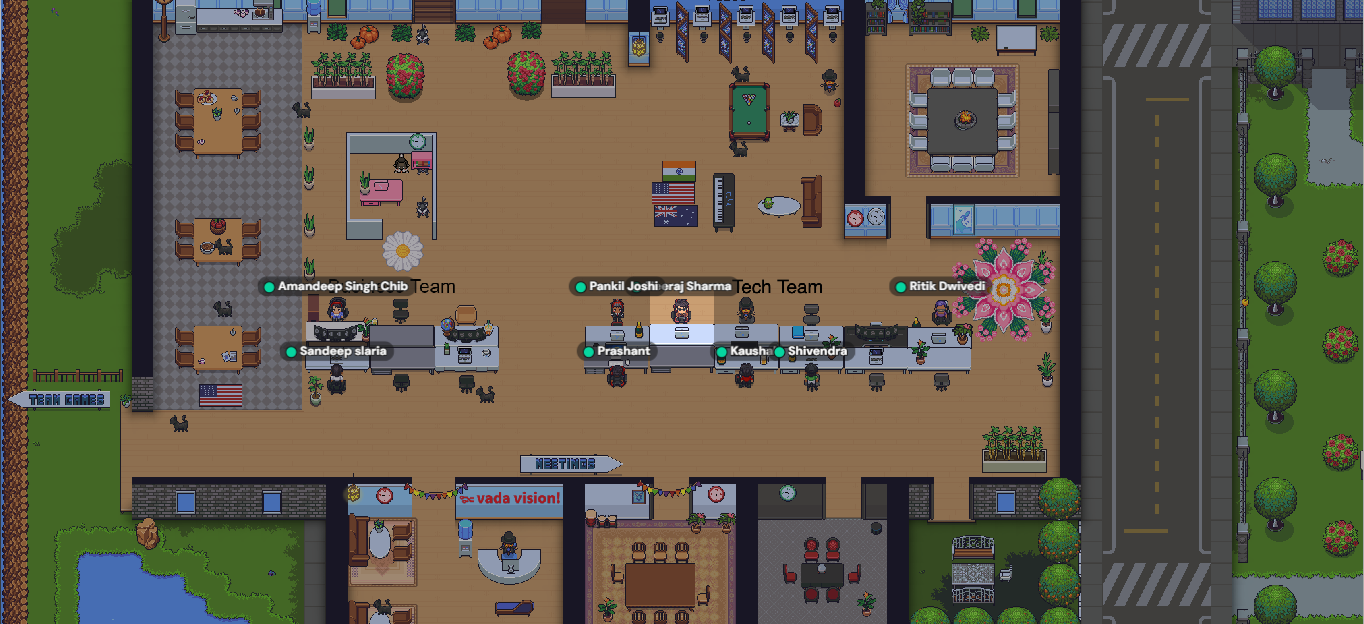 Amandeep Singh Chib
Team
Pankil Joshi
eraj Sharma
Tech Team
Ritik Dwivedi
Sandeep slaria
Prashant
Kausha
Shivendra
TEAM GAMES
MEETINGS
vada vision!